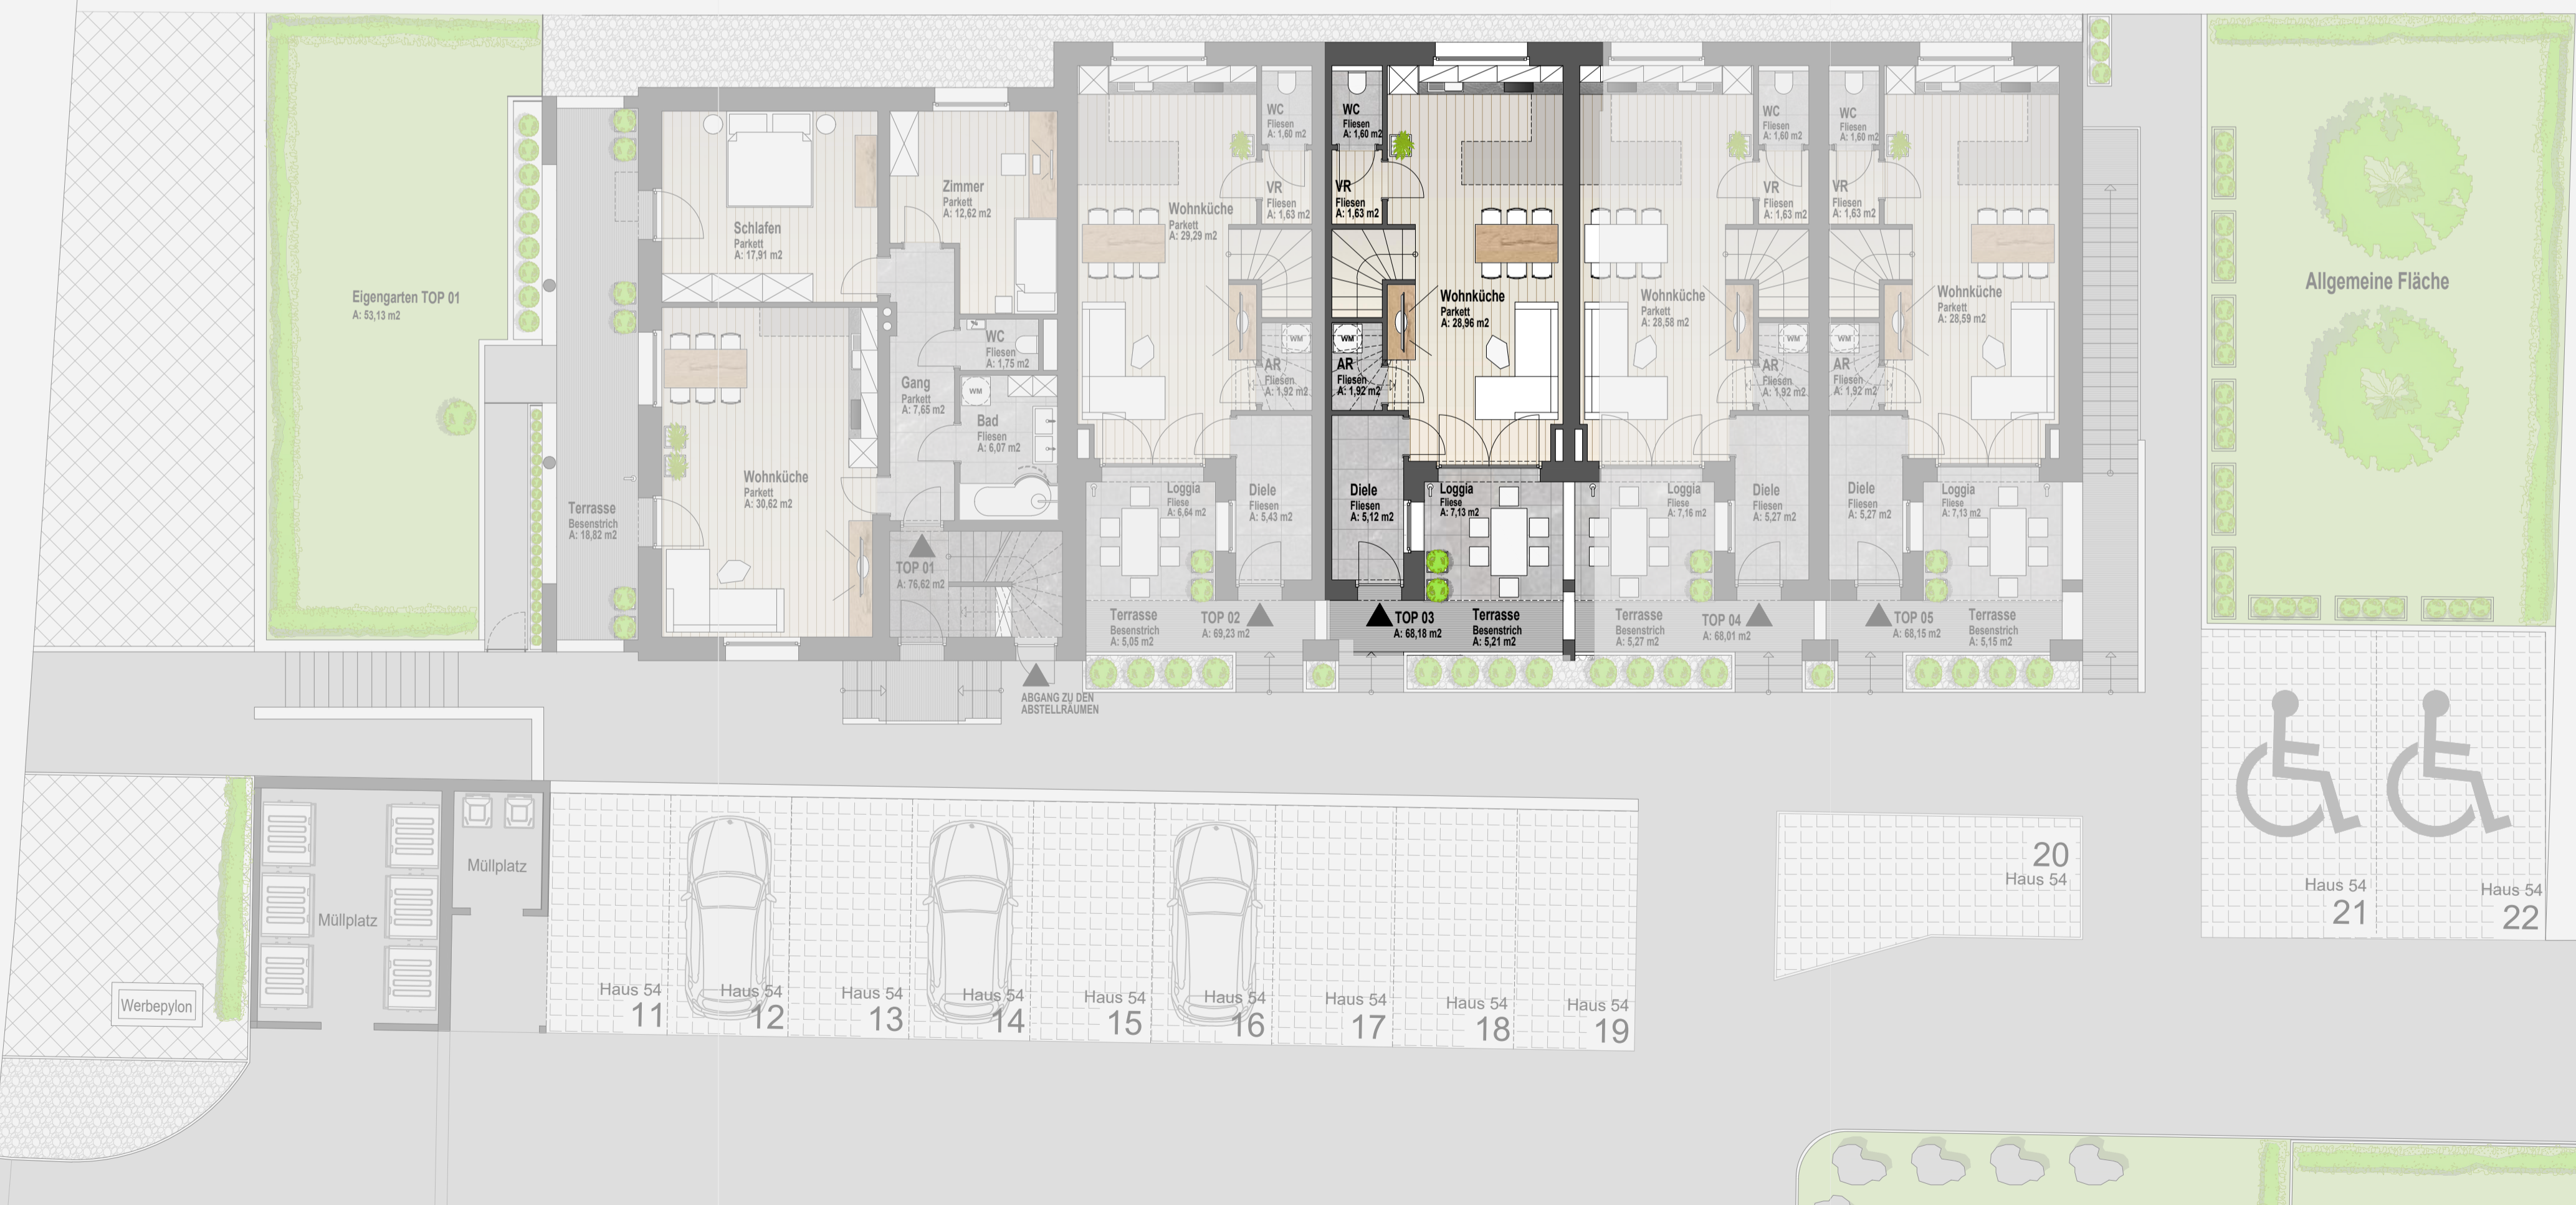 Eigengarten TOP 01
A: 53,13 m2
Terrasse
Besenstrich
A: 18,82 m2
Schlafen
Parkett
A: 17,91 m2
Zimmer
Parkett
A: 12,62 m2
Wohnküche
Parkett
A: 30,62 m2
Gang
Parkett
A: 7,65 m2
WC
Fliesen
A: 1,75 m2
WM
Bad
Fliesen
A: 6,07 m2
TOP 01
A: 76,62 m2
ABGANG ZU DEN
ABSTELLRÄUMEN
Wohnküche
Parkett
A: 29,29 m2
WC
Fliesen
A: 1,60 m2
VR
Fliesen
A: 1,63 m2
WM
AR
Fliesen
A: 1,92 m2
Loggia
Fliese
A: 6,64 m2
Diele
Fliesen
A: 5,43 m2
Terrasse
Besenstrich
A: 5,05 m2
TOP 02
A: 69,23 m2
WC
Fliesen
A: 1,60 m2
VR
Fliesen
A: 1,63 m2
Wohnküche
Parkett
A: 28,96 m2
WM
AR
Fliesen
A: 1,92 m2
Diele
Fliesen
A: 5,12 m2
Loggia
Fliese
A: 7,13 m2
TOP 03
A: 68,18 m2
Terrasse
Besenstrich
A: 5,21 m2
Wohnküche
Parkett
A: 28,58 m2
WC
Fliesen
A: 1,60 m2
VR
Fliesen
A: 1,63 m2
WM
AR
Fliesen
A: 1,92 m2
Loggia
Fliese
A: 7,16 m2
Diele
Fliesen
A: 5,27 m2
Terrasse
Besenstrich
A: 5,27 m2
TOP 04
A: 68,01 m2
WC
Fliesen
A: 1,60 m2
VR
Fliesen
A: 1,63 m2
Wohnküche
Parkett
A: 28,59 m2
WM
AR
Fliesen
A: 1,92 m2
Diele
Fliesen
A: 5,27 m2
Loggia
Fliese
A: 7,13 m2
TOP 05
A: 68,15 m2
Terrasse
Besenstrich
A: 5,15 m2
Allgemeine Fläche
Müllplatz
Müllplatz
Werbepylon
Haus 54
11
Haus 54
12
Haus 54
13
Haus 54
14
Haus 54
15
Haus 54
16
Haus 54
17
Haus 54
18
Haus 54
19
20
Haus 54
Haus 54
21
Haus 54
22